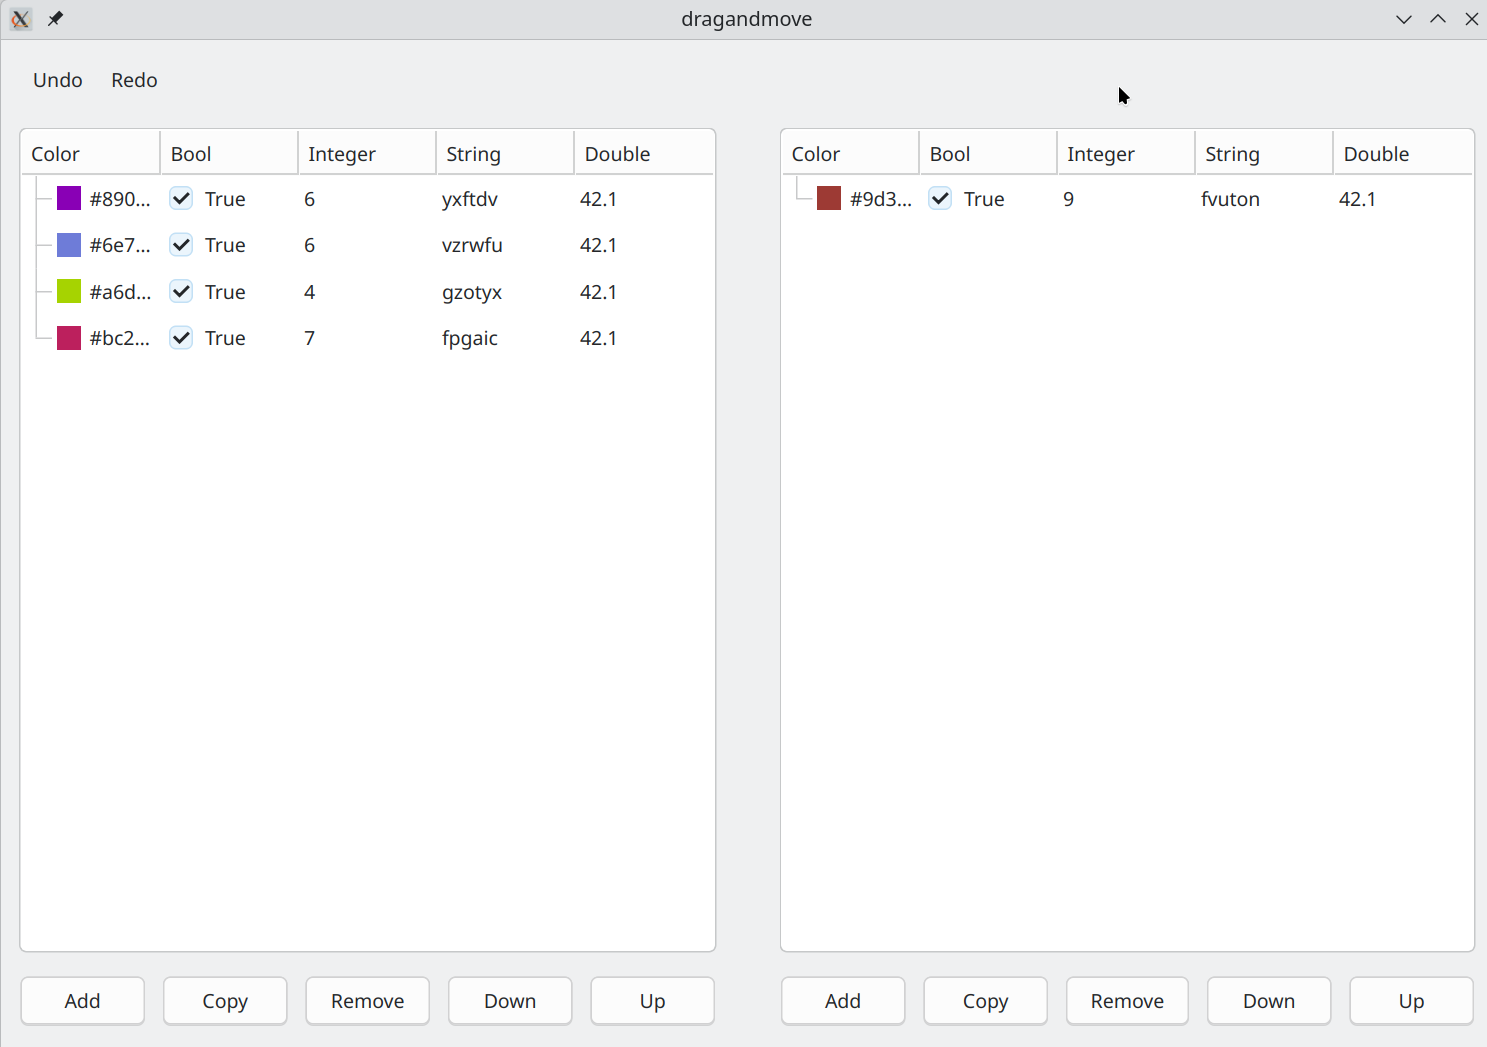 dragandmove
Undo Redo
Color Bool Integer String Double
#890... True 6 yxftdv 42.1
#6e7... True 6 vzrwfu 42.1
#a6d... True 4 gzotyx 42.1
#bc2... True 7 fpgaic 42.1
Add Copy Remove Down Up
Color Bool Integer String Double
#9d3... True 9 fvuton 42.1
Add Copy Remove Down Up